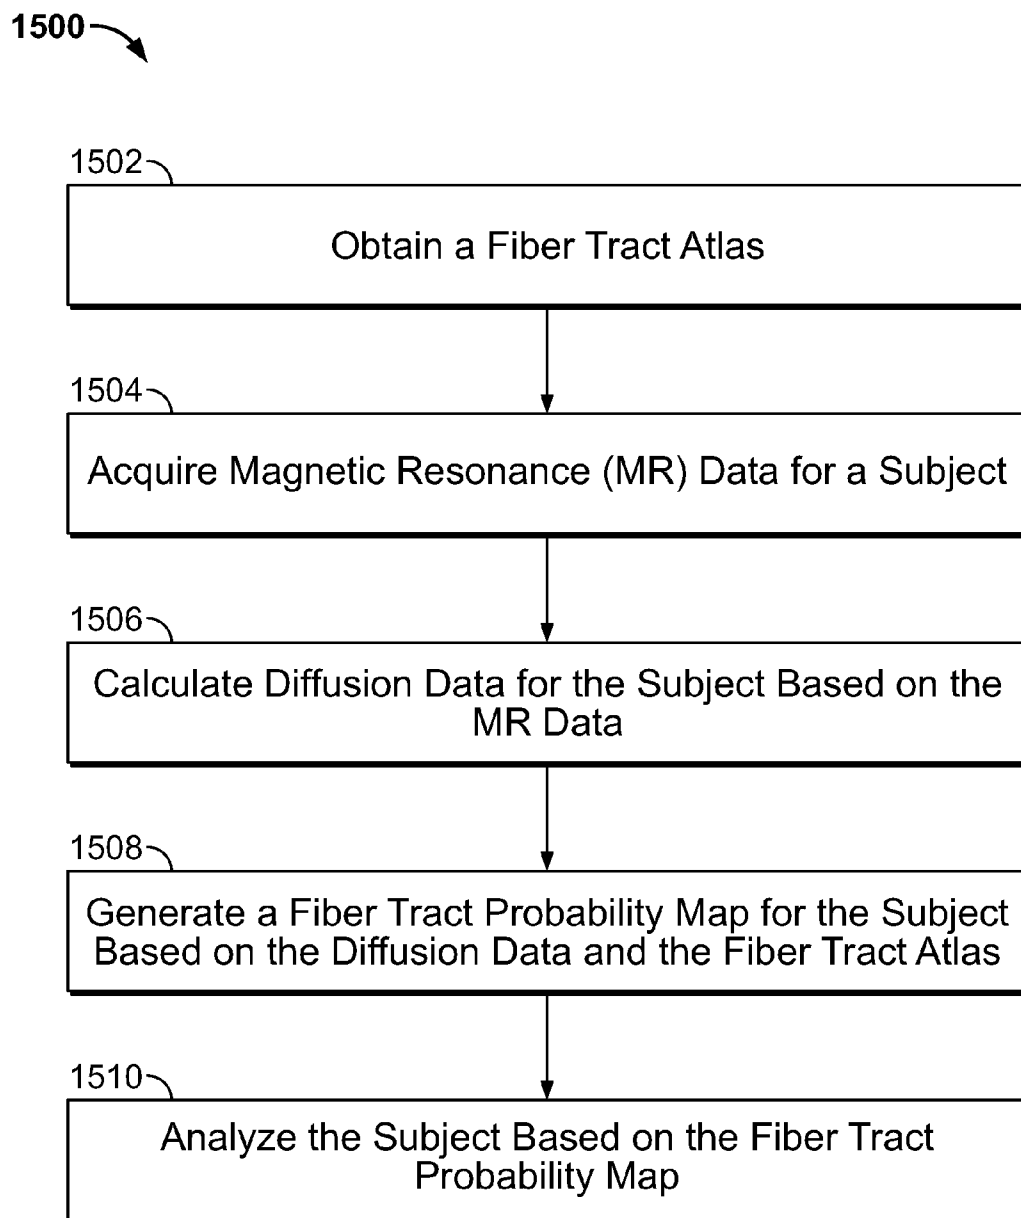 1500
1502
Obtain a Fiber Tract Atlas
1504
Acquire Magnetic Resonance (MR) Data for a Subject
1506
Calculate Diffusion Data for the Subject Based on the
MR Data
1508
Generate a Fiber Tract Probability Map for the Subject
Based on the Diffusion Data and the Fiber Tract Atlas
1510
Analyze the Subject Based on the Fiber Tract
Probability Map